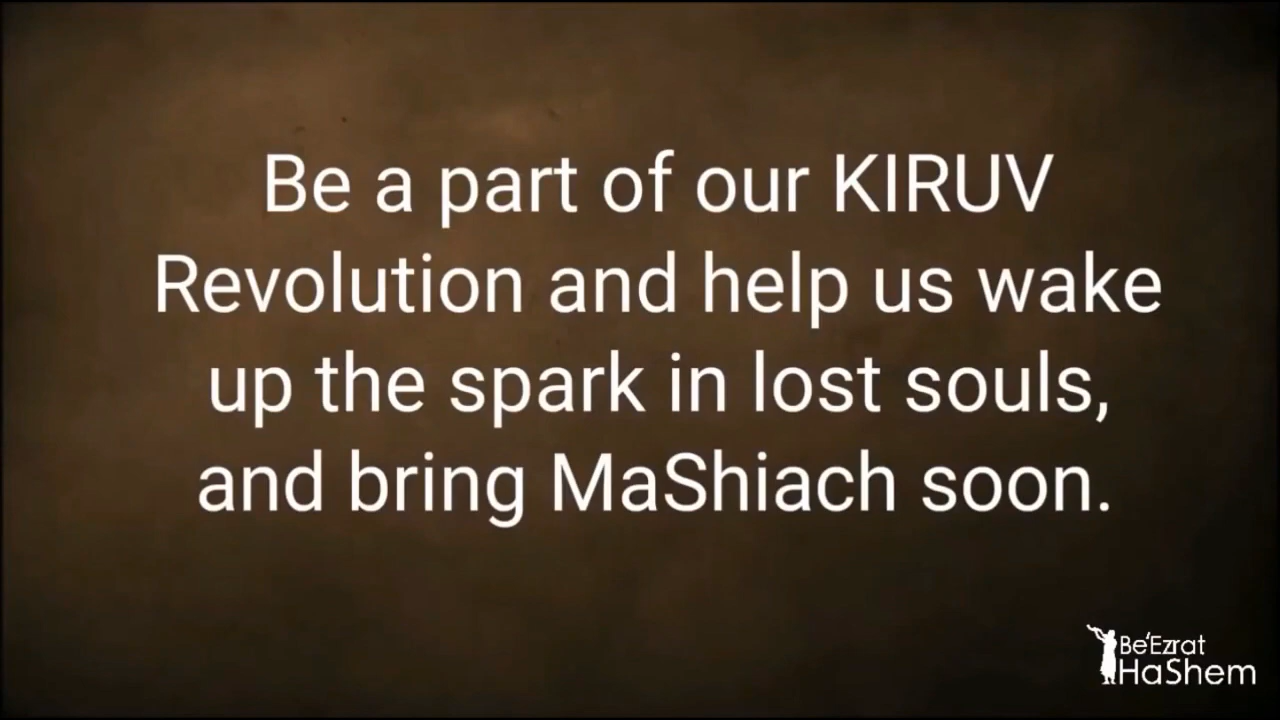 Be a part of our KIRUV
Revolution and help us wake
up the spark in lost souls,
and bring MaShiach soon.
Be'Ezrat
HaShem